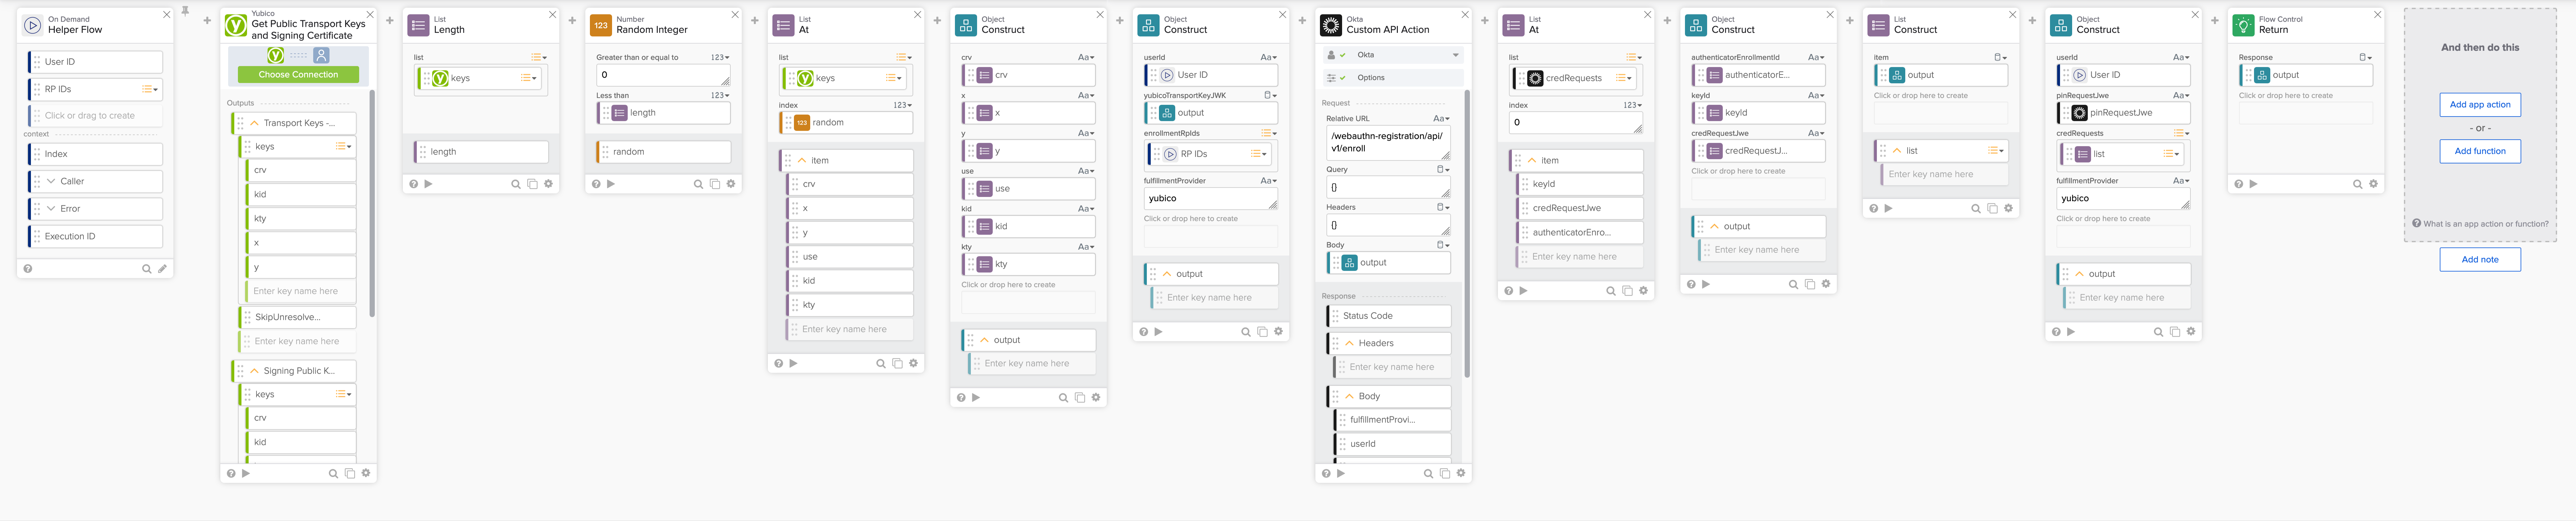 On Demand
Helper Flow
User ID
RP IDs
Click or drag to create
context
Index
Caller
Error
Execution ID
Yubico
Get Public Transport Keys
and Signing Certificate
Choose Connection
Outputs
Transport Keys -...
keys
crv
kid
kty
x
y
Enter key name here
SkipUnresolve...
Enter key name here
Signing Public K...
keys
crv
kid
List
Length
list
keys
length
Number
Random Integer
Greater than or equal to 123
0
Less than 123
length
random
List
At
list
keys
index 123
123 random
item
crv
x
y
use
kid
kty
Enter key name here
Object
Construct
crv Aa
crv
x Aa
x
y Aa
y
use Aa
use
kid Aa
kid
kty Aa
kty
Click or drop here to create
output
Enter key name here
Object
Construct
userId Aa
User ID
yubicoTransportKeyJWK
output
enrollmentRpIds
RP IDs
fulfillmentProvider Aa
yubico
Click or drop here to create
output
Enter key name here
Okta
Custom API Action
Okta
Options
Request
Relative URL Aa
/webauthn-registration/api/
v1/enroll
Query
{}
Headers
{}
Body
output
Response
Status Code
Headers
Enter key name here
Body
fulfillmentProvi...
userId
List
At
list
credRequests
index 123
0
item
keyId
credRequestJwe
authenticatorEnro...
Enter key name here
Object
Construct
authenticatorEnrollmentId Aa
authenticatorE...
keyId Aa
keyId
credRequestJwe Aa
credRequestJ...
Click or drop here to create
output
Enter key name here
List
Construct
item
output
Click or drop here to create
list
Enter key name here
Object
Construct
userId Aa
User ID
pinRequestJwe Aa
pinRequestJwe
credRequests
list
fulfillmentProvider Aa
yubico
Click or drop here to create
output
Enter key name here
Flow Control
Return
Response
output
Click or drop here to create
And then do this
Add app action
- or -
Add function
What is an app action or function?
Add note